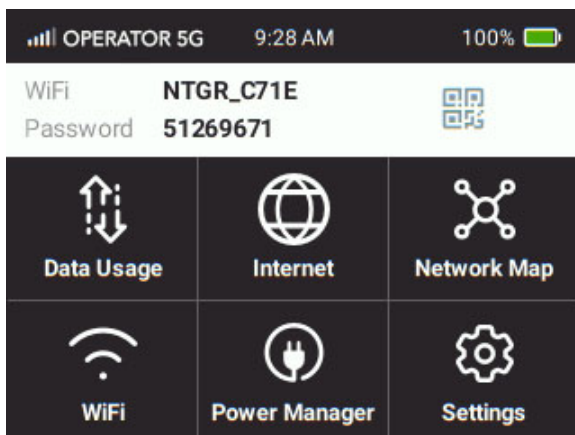 OPERATOR 5G 9:28 AM 100%
WiFi NTGR_C71E
Password 51269671
Data Usage Internet Network Map
WiFi Power Manager Settings